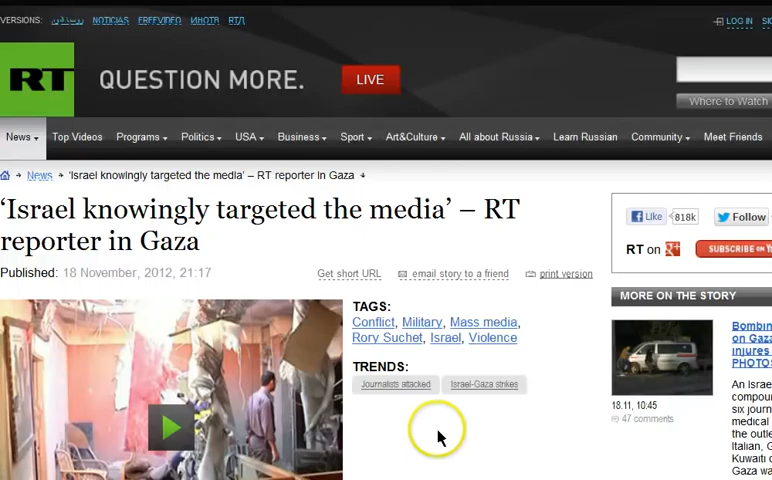 VERSIONS: NOTICIAS FREEVIDEO ИНОТВ РТД
LOG IN
RT QUESTION MORE. LIVE
Where to Watch
News Top Videos Programs Politics USA Business Sport Art&Culture All about Russia Learn Russian Community Meet Friends
News 'Israel knowingly targeted the media' – RT reporter in Gaza
'Israel knowingly targeted the media' – RT
reporter in Gaza
Published: 18 November, 2012, 21:17
Get short URL email story to a friend print version
TAGS:
Conflict, Military, Mass media,
Rory Suchet, Israel, Violence
TRENDS:
Journalists attacked Israel-Gaza strikes
Like 818k Follow
RT on SUBSCRIBE ON
MORE ON THE STORY
on Gaza
injures
PHOTOS
18.11, 10:45
47 comments
An Israe
compoun
six journ
medical
the outle
Italian, G
Kuwaiti
Gaza wa